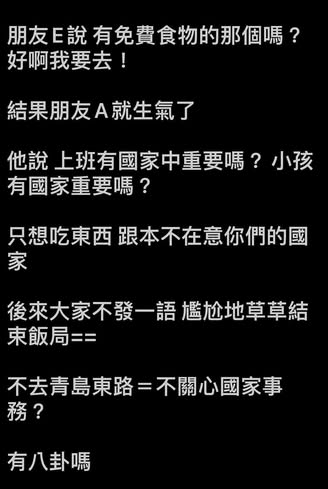 朋友E說 有免費食物的那個嗎？
好啊我要去！
結果朋友A就生氣了
他說 上班有國家中重要嗎？ 小孩
有國家重要嗎？
只想吃東西 跟本不在意你們的國
家
後來大家不發一語 尷尬地草草結
束飯局==
不去青島東路＝不關心國家事
務？
有八卦嗎